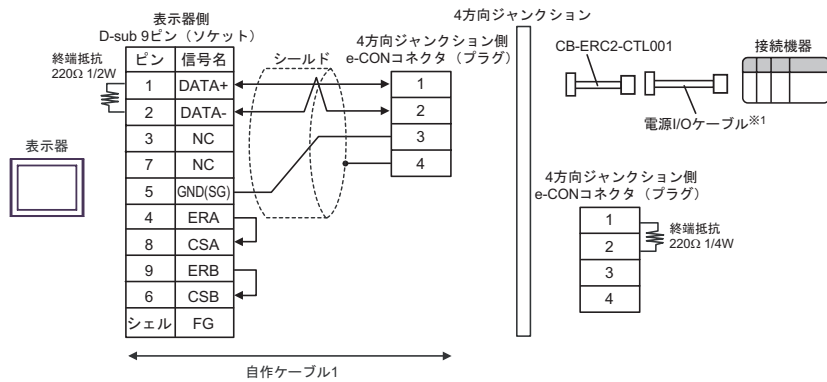 表示器側
D-sub 9ピン（ソケット）
終端抵抗
220Ω 1/2W
ピン 信号名
1 DATA+
2 DATA-
3 NC
7 NC
5 GND(SG)
4 ERA
8 CSA
9 ERB
6 CSB
シェル FG
表示器
シールド
4方向ジャンクション側
e-CONコネクタ（プラグ）
1
2
3
4
自作ケーブル1
4方向ジャンクション
CB-ERC2-CTL001
接続機器
電源I/Oケーブル※1
4方向ジャンクション側
e-CONコネクタ（プラグ）
1
2
3
4
終端抵抗
220Ω 1/4W